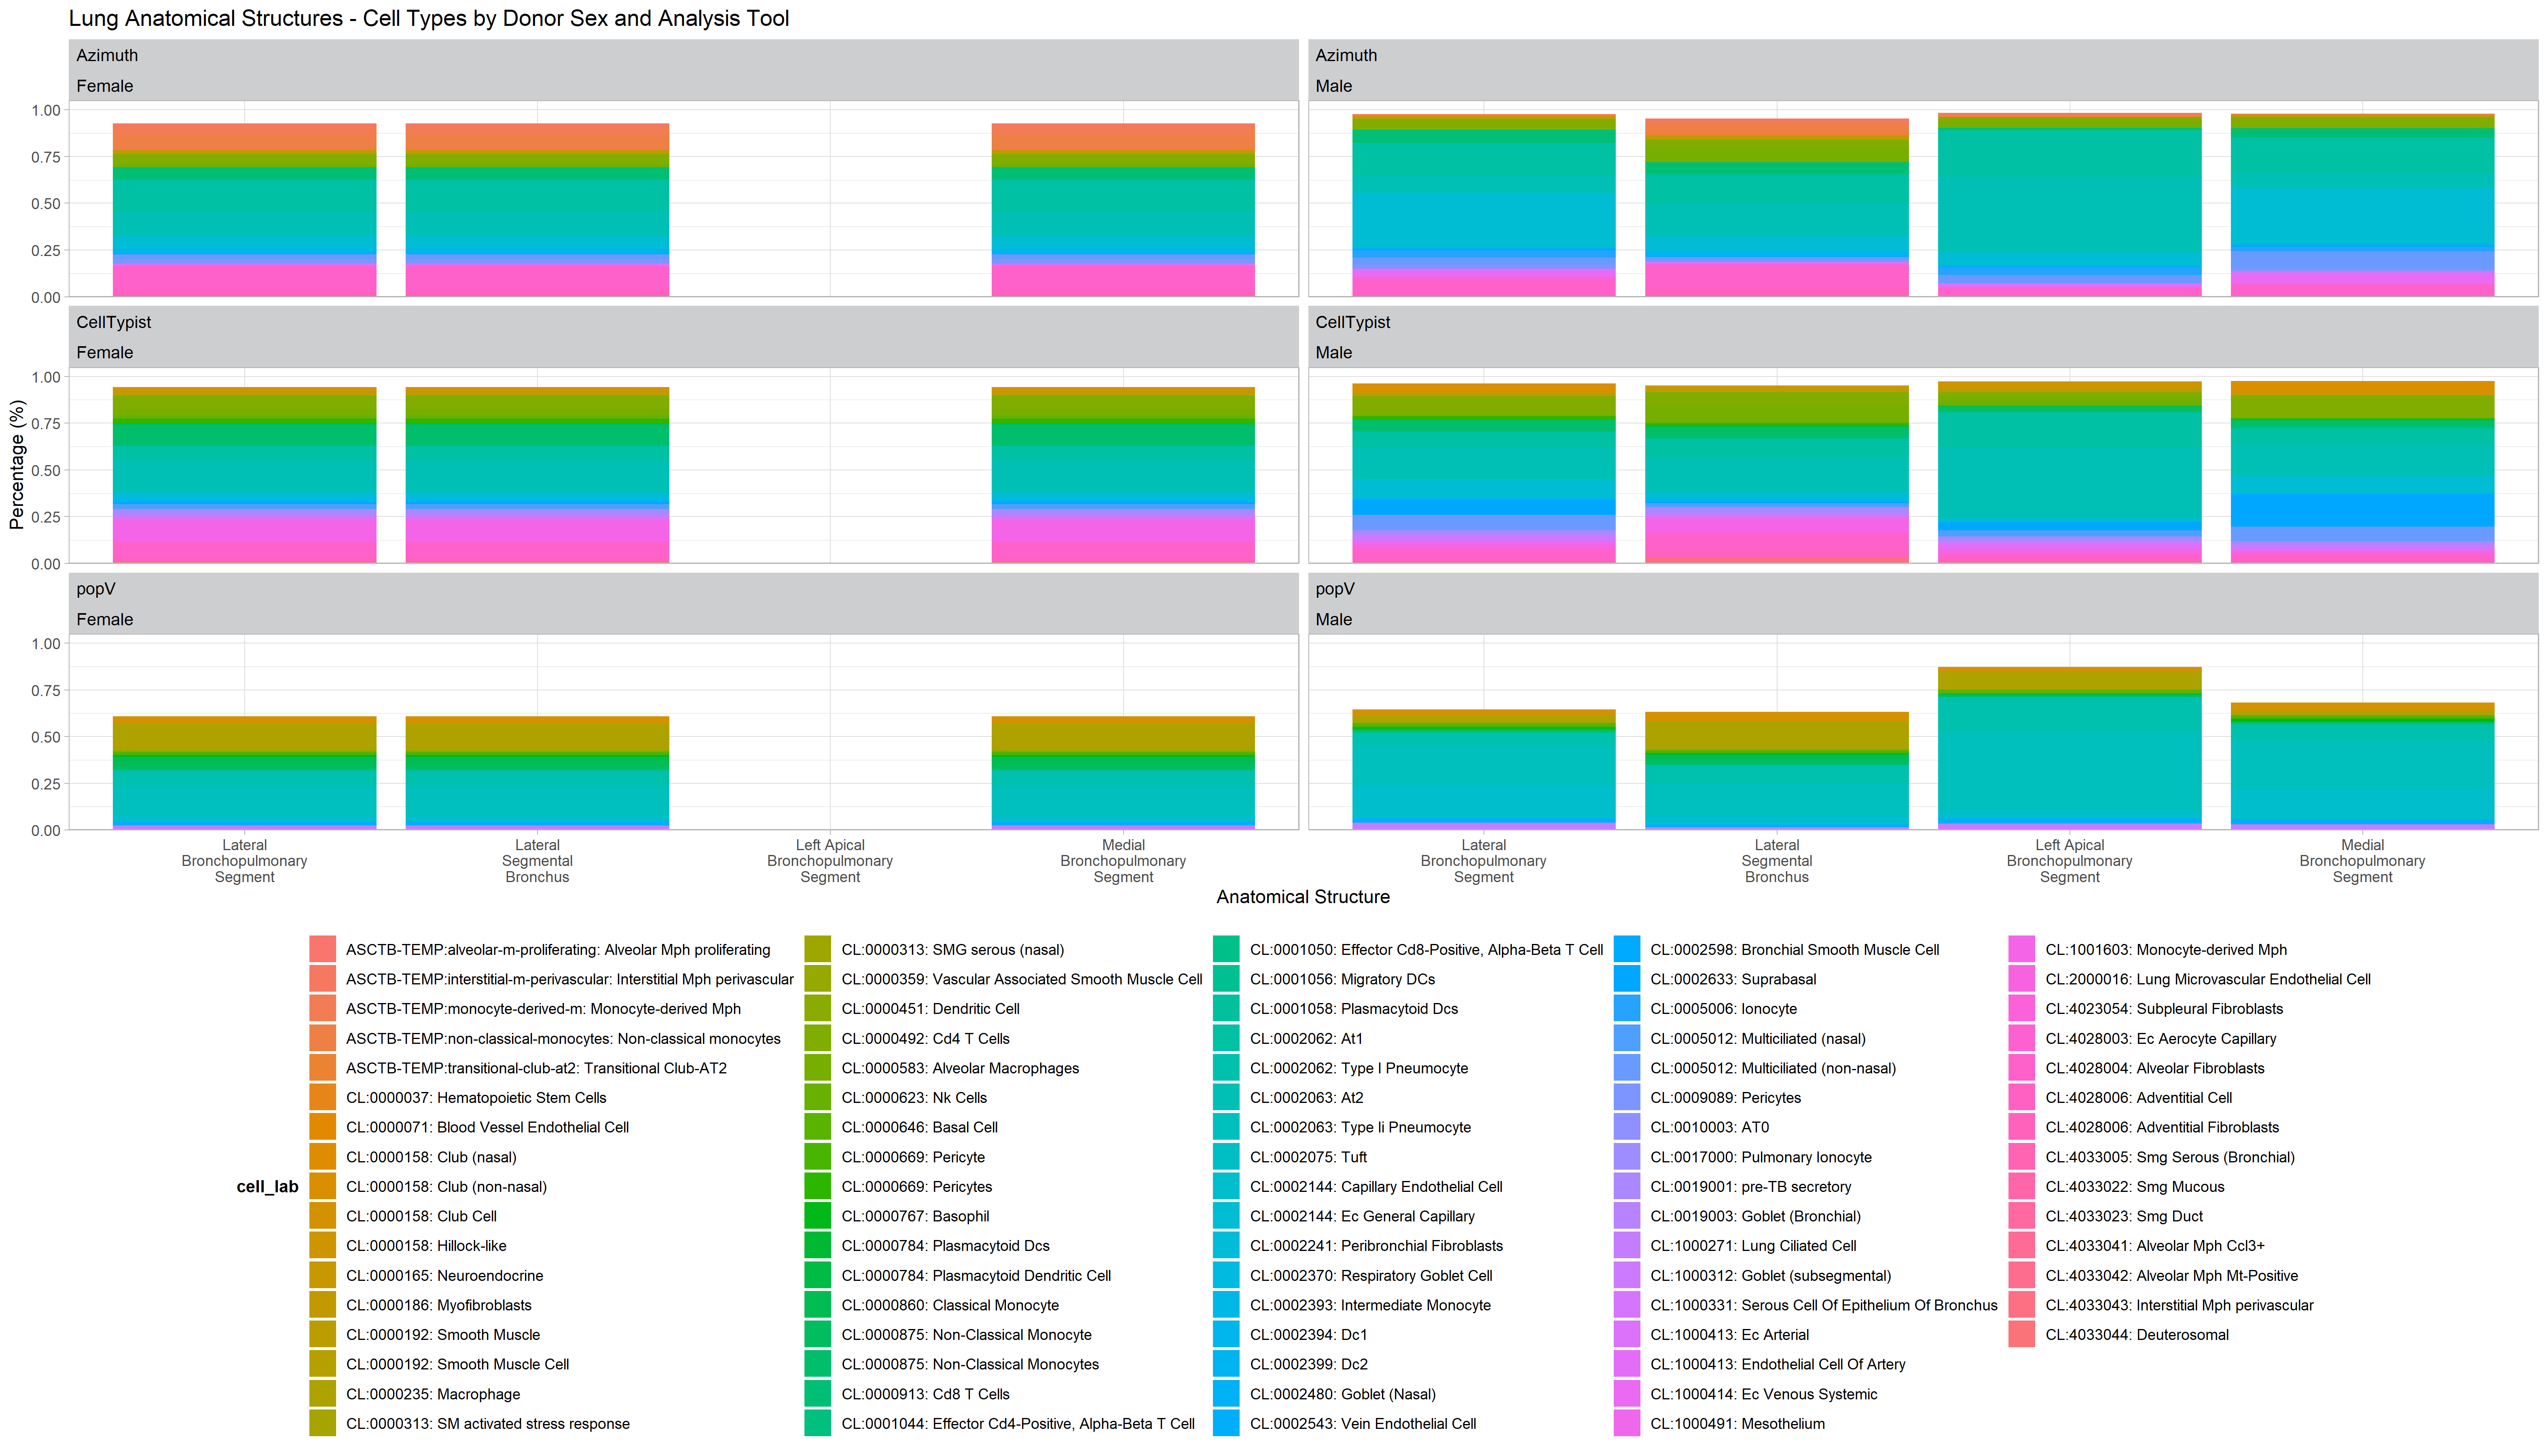 Lung Anatomical Structures - Cell Types by Donor Sex and Analysis Tool
Azimuth
Female
Azimuth
Male
1.00
0.75
0.50
0.25
0.00
CellTypist
Female
CellTypist
Male
1.00
0.75
0.50
0.25
0.00
Percentage (%)
popV
Female
popV
Male
1.00
0.75
0.50
0.25
0.00
Lateral
Bronchopulmonary
Segment
Lateral
Segmental
Bronchus
Left Apical
Bronchopulmonary
Segment
Medial
Bronchopulmonary
Segment
Lateral
Bronchopulmonary
Segment
Lateral
Segmental
Bronchus
Left Apical
Bronchopulmonary
Segment
Medial
Bronchopulmonary
Segment
Anatomical Structure
cell_lab
ASCTB-TEMP:alveolar-m-proliferating: Alveolar Mph proliferating
ASCTB-TEMP:interstitial-m-perivascular: Interstitial Mph perivascular
ASCTB-TEMP:monocyte-derived-m: Monocyte-derived Mph
ASCTB-TEMP:non-classical-monocytes: Non-classical monocytes
ASCTB-TEMP:transitional-club-at2: Transitional Club-AT2
CL:0000037: Hematopoietic Stem Cells
CL:0000071: Blood Vessel Endothelial Cell
CL:0000158: Club (nasal)
CL:0000158: Club (non-nasal)
CL:0000158: Club Cell
CL:0000158: Hillock-like
CL:0000165: Neuroendocrine
CL:0000186: Myofibroblasts
CL:0000192: Smooth Muscle
CL:0000192: Smooth Muscle Cell
CL:0000235: Macrophage
CL:0000313: SM activated stress response
CL:0000313: SMG serous (nasal)
CL:0000359: Vascular Associated Smooth Muscle Cell
CL:0000451: Dendritic Cell
CL:0000492: Cd4 T Cells
CL:0000583: Alveolar Macrophages
CL:0000623: Nk Cells
CL:0000646: Basal Cell
CL:0000669: Pericyte
CL:0000669: Pericytes
CL:0000767: Basophil
CL:0000784: Plasmacytoid Dcs
CL:0000784: Plasmacytoid Dendritic Cell
CL:0000860: Classical Monocyte
CL:0000875: Non-Classical Monocyte
CL:0000875: Non-Classical Monocytes
CL:0000913: Cd8 T Cells
CL:0001044: Effector Cd4-Positive, Alpha-Beta T Cell
CL:0001050: Effector Cd8-Positive, Alpha-Beta T Cell
CL:0001056: Migratory DCs
CL:0001058: Plasmacytoid Dcs
CL:0002062: At1
CL:0002062: Type I Pneumocyte
CL:0002063: At2
CL:0002063: Type Ii Pneumocyte
CL:0002075: Tuft
CL:0002144: Capillary Endothelial Cell
CL:0002144: Ec General Capillary
CL:0002241: Peribronchial Fibroblasts
CL:0002370: Respiratory Goblet Cell
CL:0002393: Intermediate Monocyte
CL:0002394: Dc1
CL:0002399: Dc2
CL:0002480: Goblet (Nasal)
CL:0002543: Vein Endothelial Cell
CL:0002598: Bronchial Smooth Muscle Cell
CL:0002633: Suprabasal
CL:0005006: Ionocyte
CL:0005012: Multiciliated (nasal)
CL:0005012: Multiciliated (non-nasal)
CL:0009089: Pericytes
CL:0010003: AT0
CL:0017000: Pulmonary Ionocyte
CL:0019001: pre-TB secretory
CL:0019003: Goblet (Bronchial)
CL:1000271: Lung Ciliated Cell
CL:1000312: Goblet (subsegmental)
CL:1000331: Serous Cell Of Epithelium Of Bronchus
CL:1000413: Ec Arterial
CL:1000413: Endothelial Cell Of Artery
CL:1000414: Ec Venous Systemic
CL:1000491: Mesothelium
CL:1001603: Monocyte-derived Mph
CL:2000016: Lung Microvascular Endothelial Cell
CL:4023054: Subpleural Fibroblasts
CL:4028003: Ec Aerocyte Capillary
CL:4028004: Alveolar Fibroblasts
CL:4028006: Adventitial Cell
CL:4028006: Adventitial Fibroblasts
CL:4033005: Smg Serous (Bronchial)
CL:4033022: Smg Mucous
CL:4033023: Smg Duct
CL:4033041: Alveolar Mph Ccl3+
CL:4033042: Alveolar Mph Mt-Positive
CL:4033043: Interstitial Mph perivascular
CL:4033044: Deuterosomal